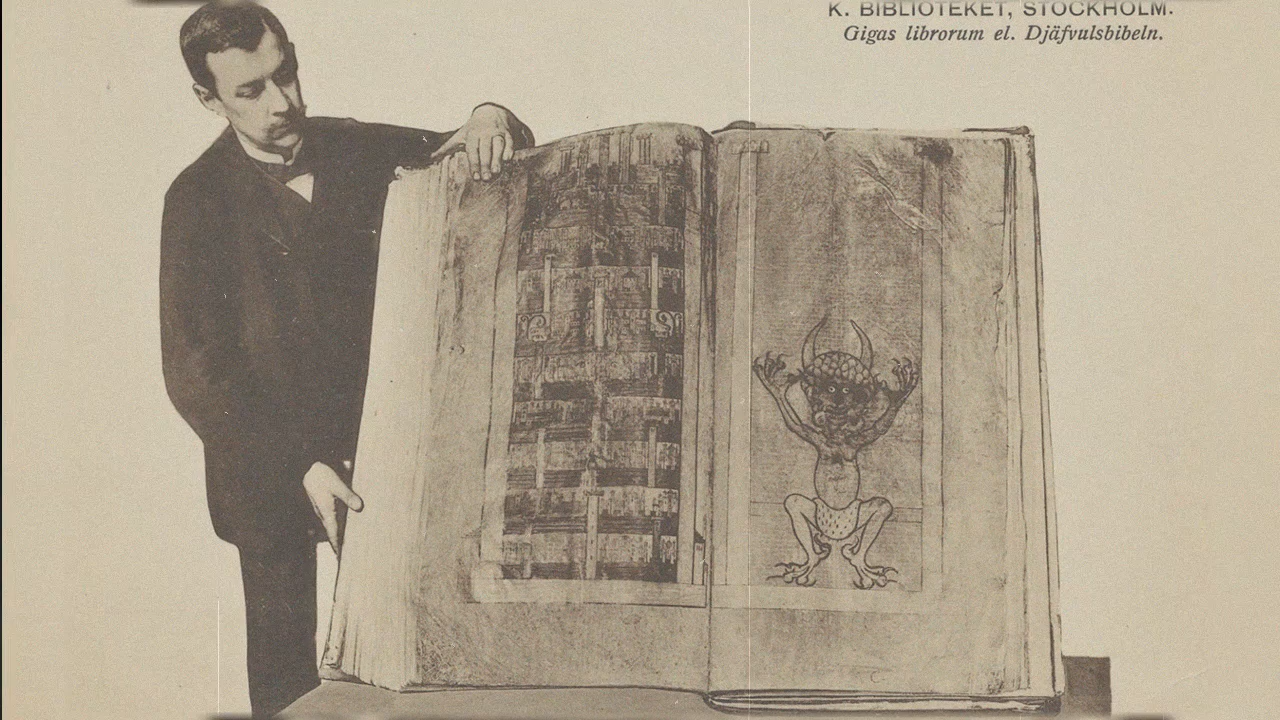 K. BIBLIOTEKET, STOCKHOLM.
Gigas librorum el. Djäfvulsbibeln.